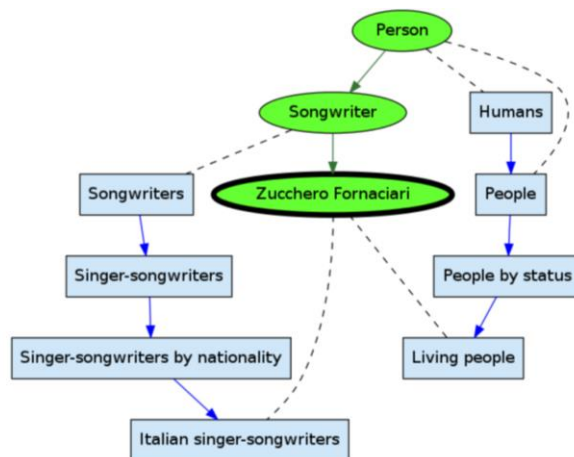 Person
Songwriter
Humans
Songwriters
Zucchero Fornaciari
People
Singer-songwriters
People by status
Singer-songwriters by nationality
Living people
Italian singer-songwriters